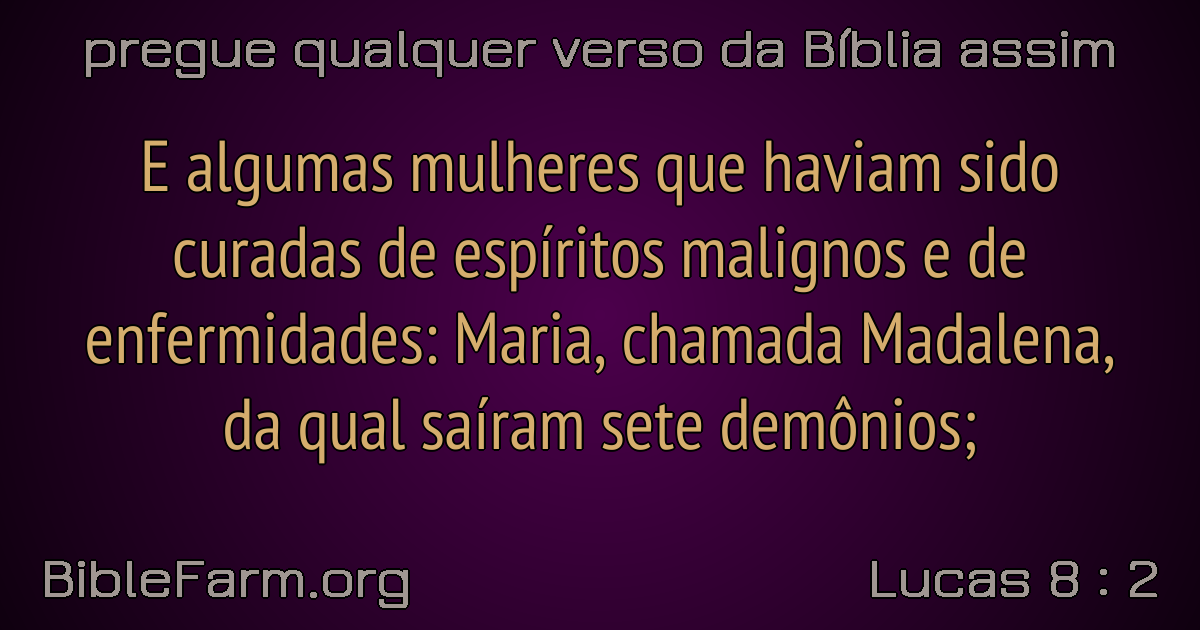 pregue qualquer verso da Bíblia assim
E algumas mulheres que haviam sido
curadas de espíritos malignos e de
enfermidades: Maria, chamada Madalena,
da qual saíram sete demônios;
BibleFarm.org
Lucas 8 : 2